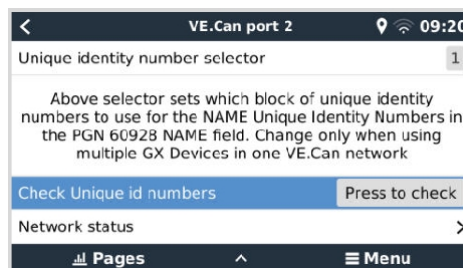 VE.Can port 2 09:20
Unique identity number selector 1
Above selector sets which block of unique identity
numbers to use for the NAME Unique Identity Numbers in
the PGN 60928 NAME field. Change only when using
multiple GX Devices in one VE.Can network
Check Unique id numbers Press to check
Network status
Pages Menu